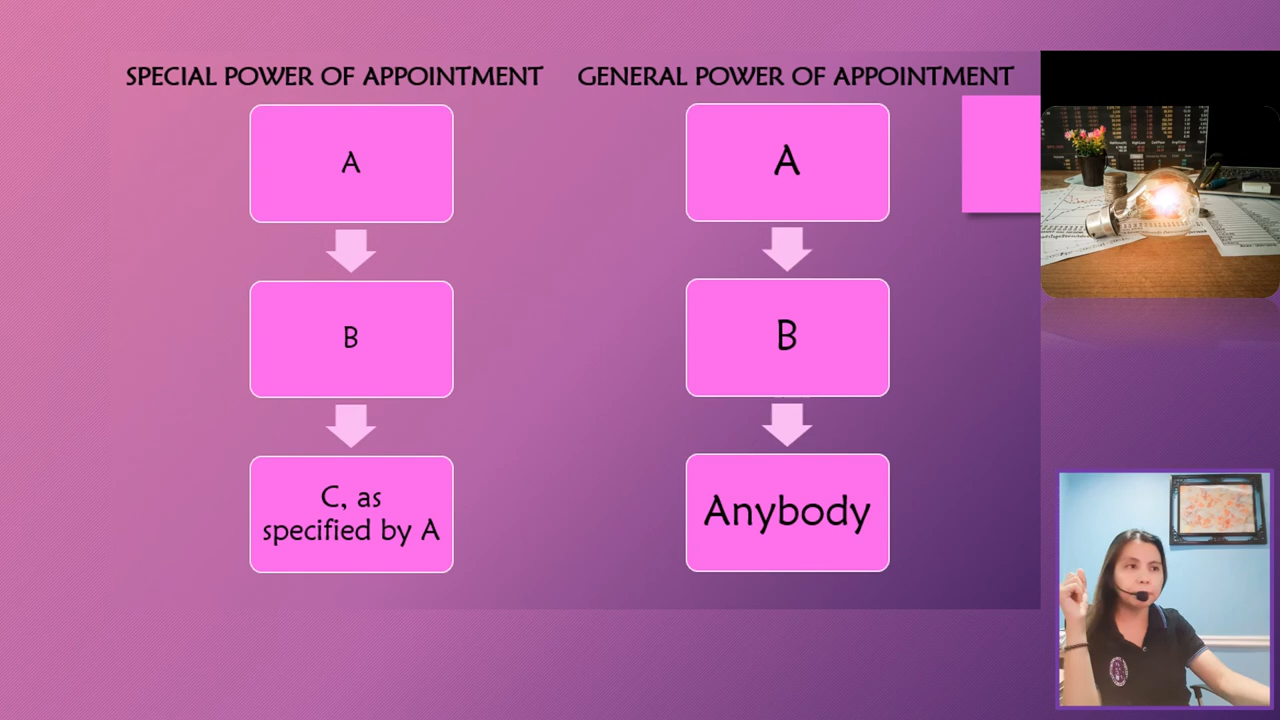 SPECIAL POWER OF APPOINTMENT
A
B
C, as
specified by A
GENERAL POWER OF APPOINTMENT
A
B
Anybody